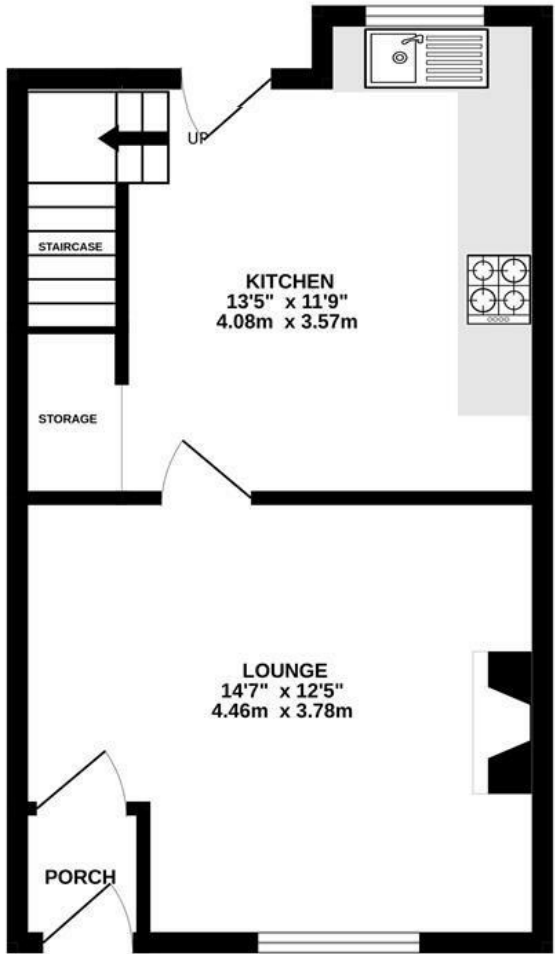 UP
STAIRCASE
KITCHEN
13'5" x 11'9"
4.08m x 3.57m
STORAGE
LOUNGE
14'7" x 12'5"
4.46m x 3.78m
PORCH